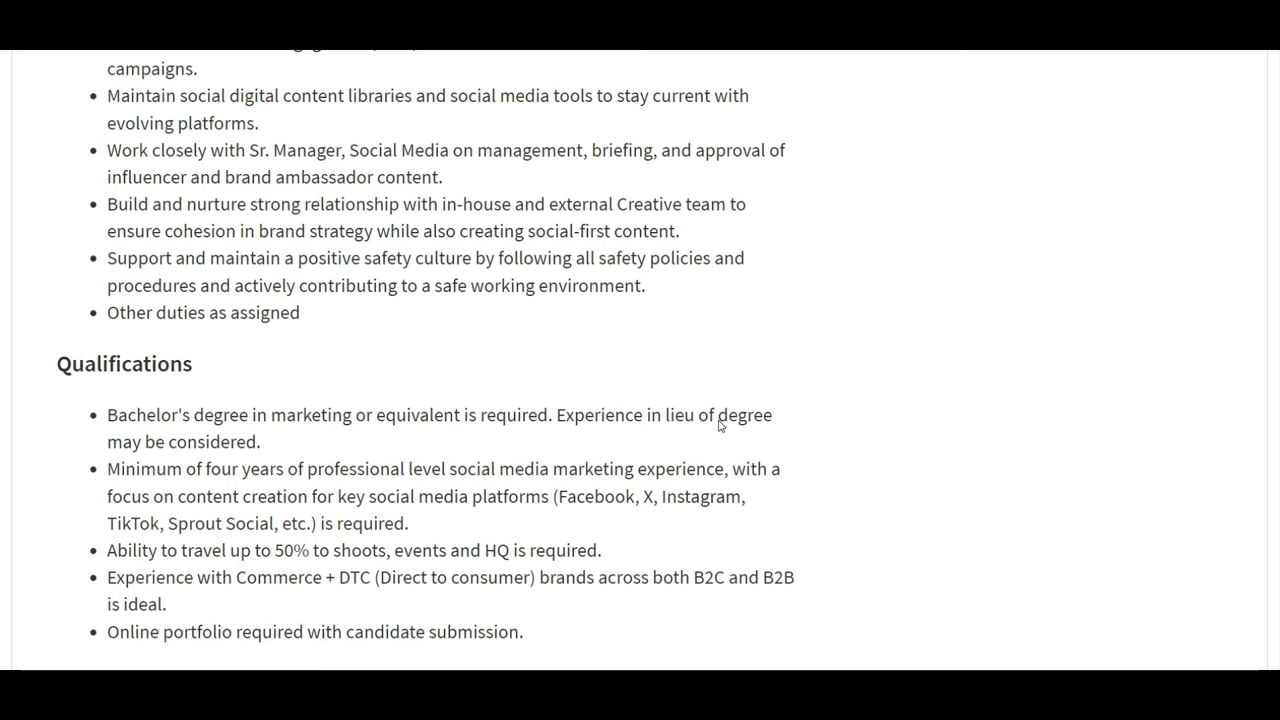 campaigns.
• Maintain social digital content libraries and social media tools to stay current with
evolving platforms.
• Work closely with Sr. Manager, Social Media on management, briefing, and approval of
influencer and brand ambassador content.
• Build and nurture strong relationship with in-house and external Creative team to
ensure cohesion in brand strategy while also creating social-first content.
• Support and maintain a positive safety culture by following all safety policies and
procedures and actively contributing to a safe working environment.
• Other duties as assigned
Qualifications
• Bachelor's degree in marketing or equivalent is required. Experience in lieu of degree
may be considered.
• Minimum of four years of professional level social media marketing experience, with a
focus on content creation for key social media platforms (Facebook, X, Instagram,
TikTok, Sprout Social, etc.) is required.
• Ability to travel up to 50% to shoots, events and HQ is required.
• Experience with Commerce + DTC (Direct to consumer) brands across both B2C and B2B
is ideal.
• Online portfolio required with candidate submission.